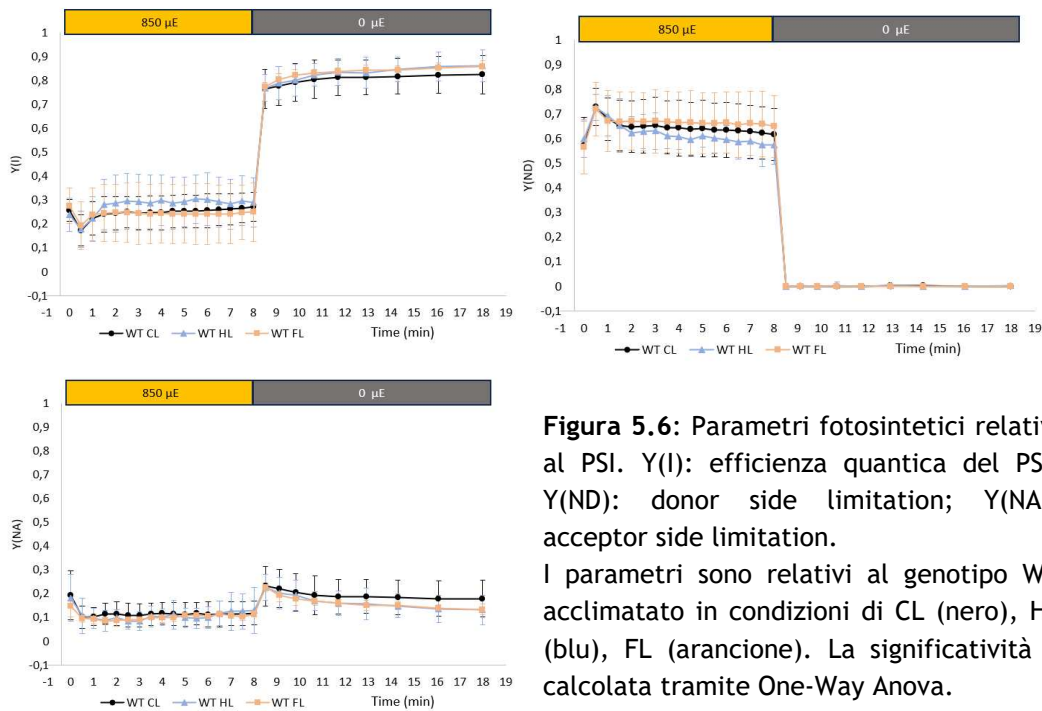 850 µE 0 µE
1
0,9
0,8
0,7
0,6
0,5
0,4
0,3
0,2
0,1
0
-0,1
Y(I)
-1 0 1 2 3 4 5 6 7 8 9 10 11 12 13 14 15 16 17 18 19
Time (min)
WT CL WT HL WT FL
850 µE 0 µE
1
0,9
0,8
0,7
0,6
0,5
0,4
0,3
0,2
0,1
0
-0,1
Y(ND)
-1 0 1 2 3 4 5 6 7 8 9 10 11 12 13 14 15 16 17 18 19
Time (min)
WT CL WT HL WT FL
850 µE 0 µE
1
0,9
0,8
0,7
0,6
0,5
0,4
0,3
0,2
0,1
0
-0,1
Y(NA)
-1 0 1 2 3 4 5 6 7 8 9 10 11 12 13 14 15 16 17 18 19
Time (min)
WT CL WT HL WT FL
Figura 5.6: Parametri fotosintetici relativ
al PSI. Y(I): efficienza quantica del PS
Y(ND): donor side limitation; Y(NA
acceptor side limitation.
I parametri sono relativi al genotipo W
acclimatato in condizioni di CL (nero), H
(blu), FL (arancione). La significatività
calcolata tramite One-Way Anova.